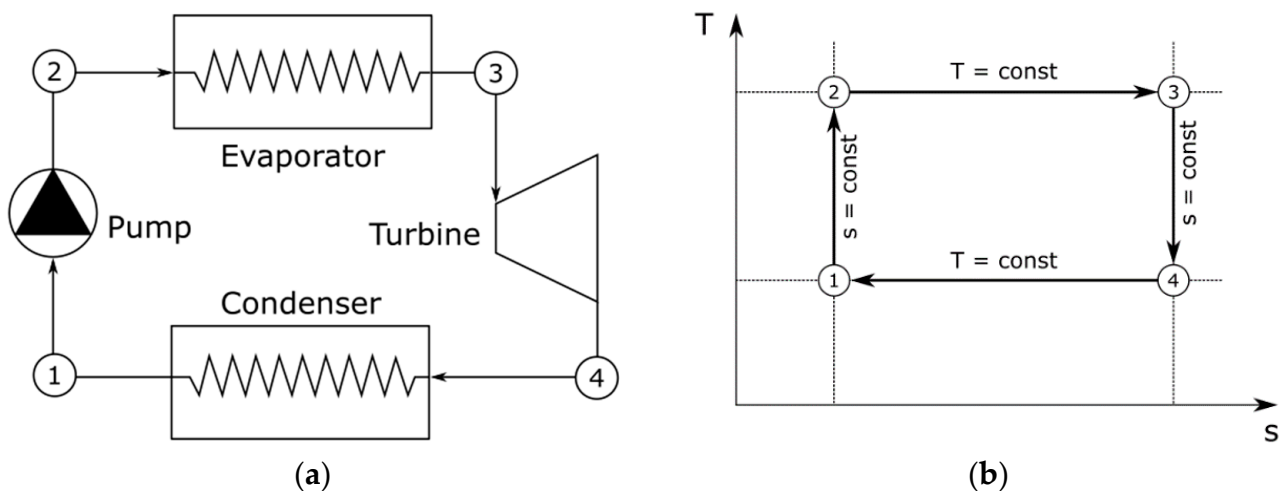 2
3
Evaporator
Pump
Turbine
Condenser
1
4
(a)
T
T = const
2
3
s = const
s = const
T = const
1
4
s
(b)